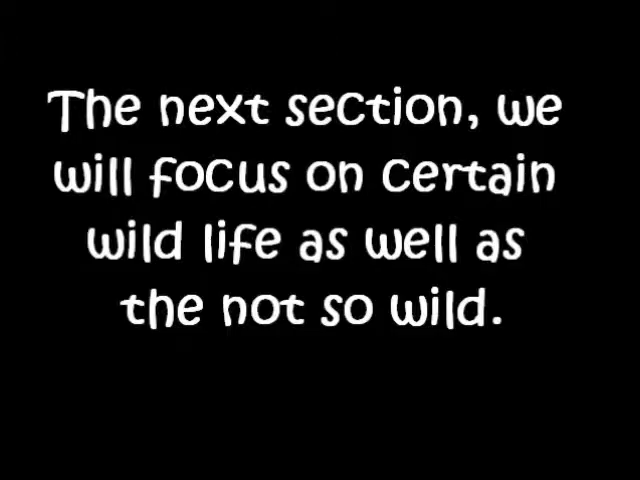 The next section, we
will focus on certain
wild life as well as
the not so wild.